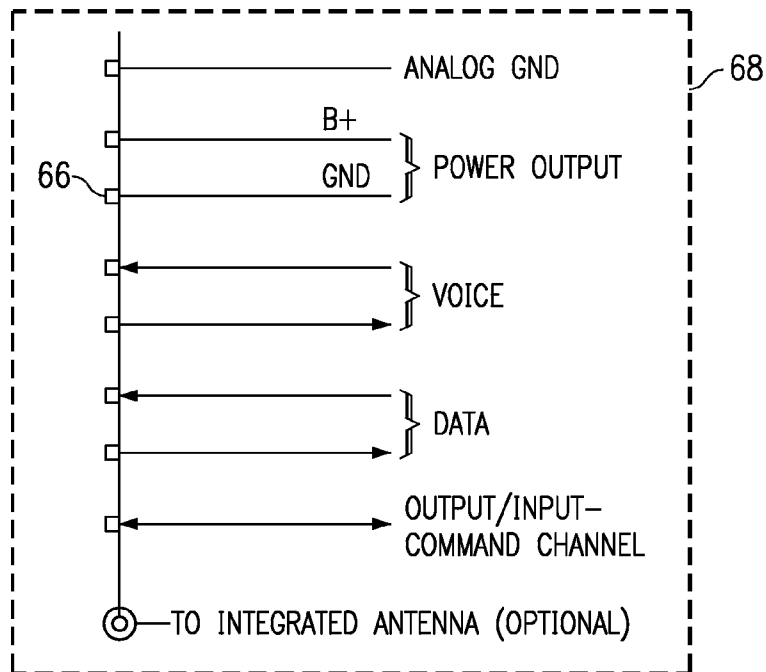 ANALOG GND
68
B+
POWER OUTPUT
66
GND
VOICE
DATA
OUTPUT/INPUT-
COMMAND CHANNEL
TO INTEGRATED ANTENNA (OPTIONAL)